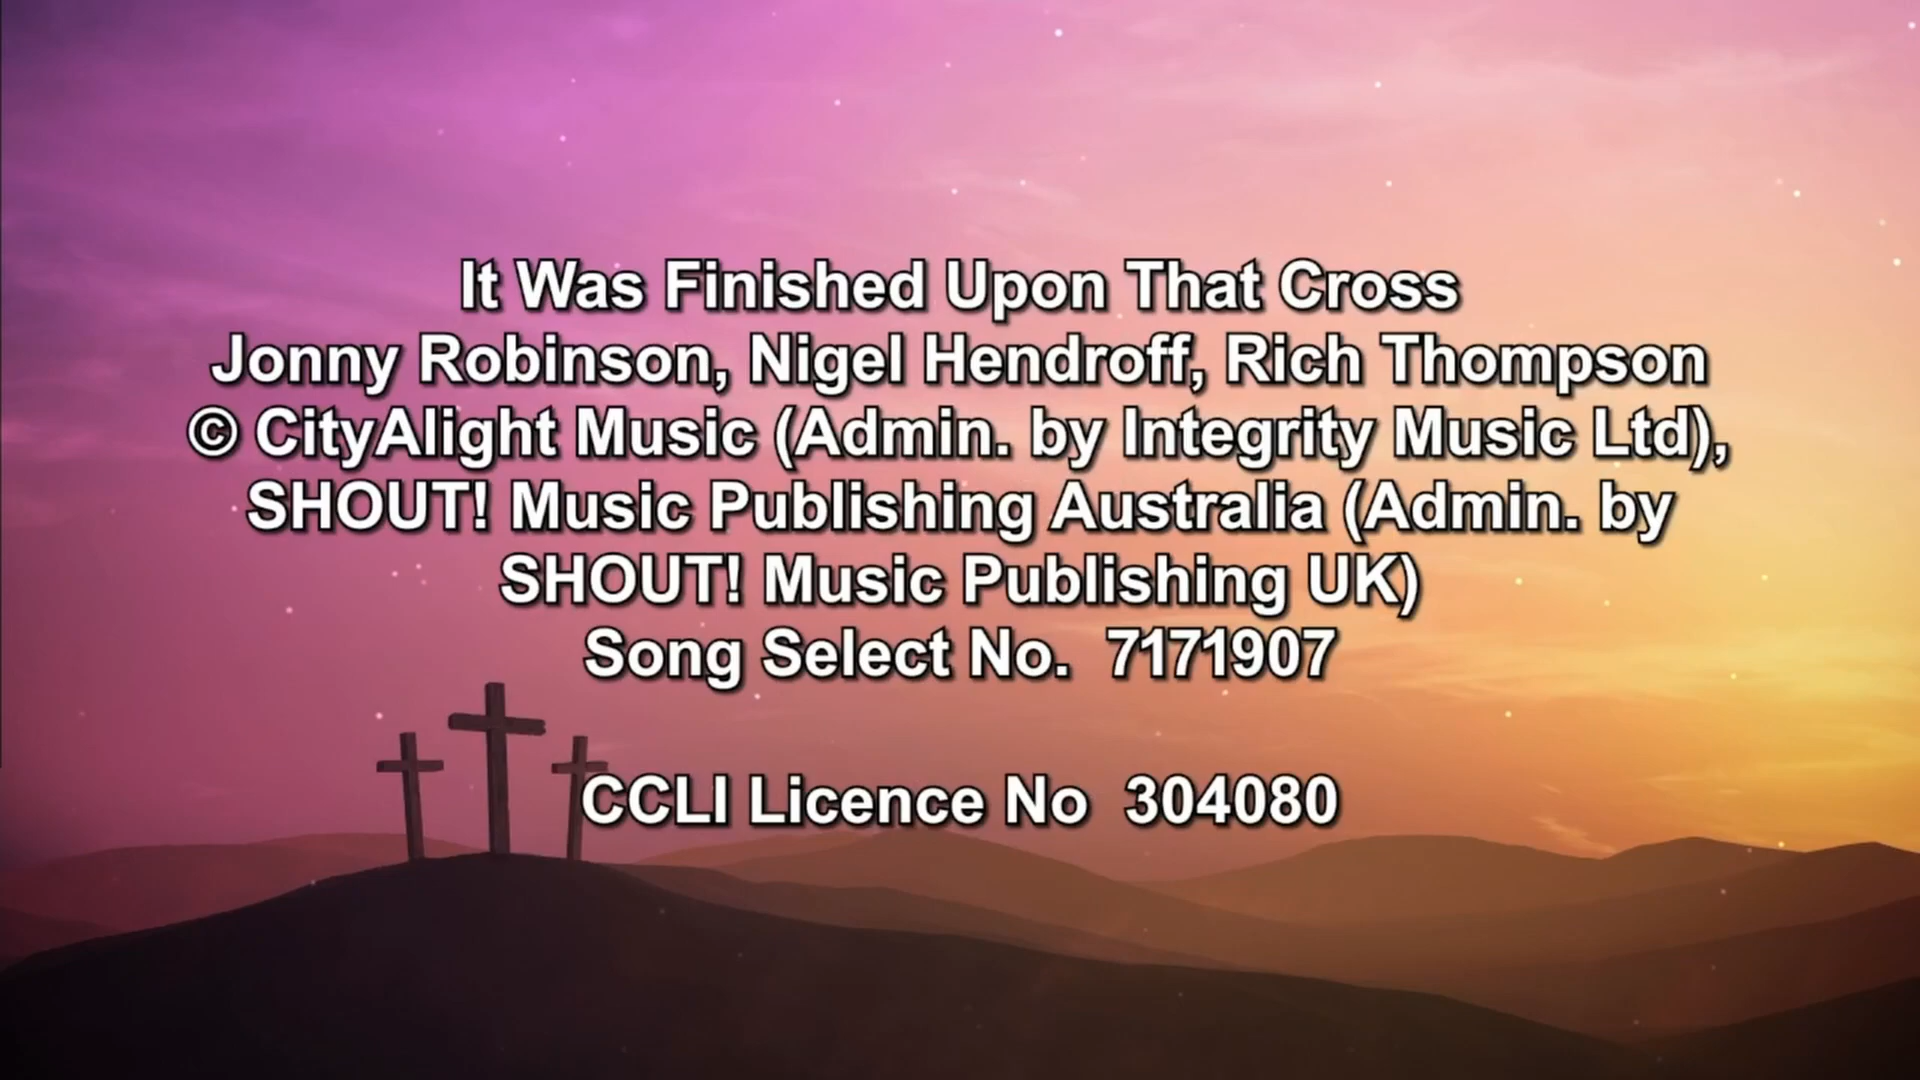 It Was Finished Upon That Cross
Jonny Robinson, Nigel Hendroff, Rich Thompson
© CityAlight Music (Admin. by Integrity Music Ltd),
SHOUT! Music Publishing Australia (Admin. by
SHOUT! Music Publishing UK)
Song Select No.  7171907
CCLI Licence No  304080